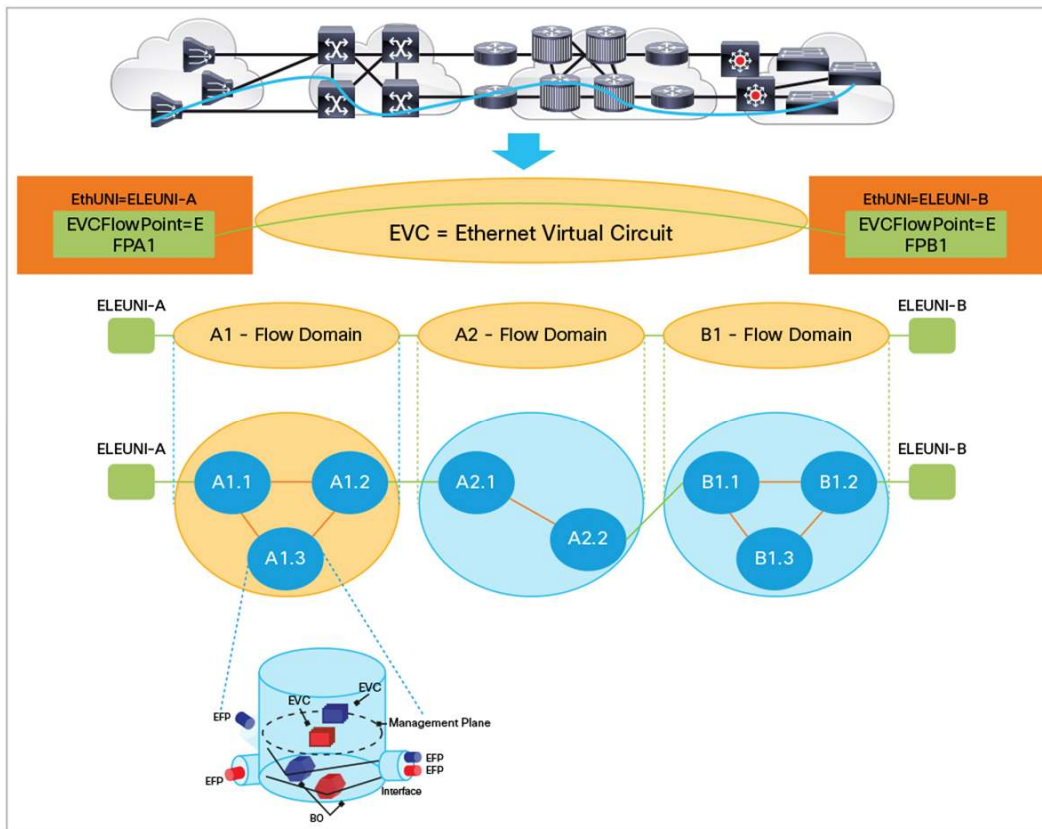 EthUNI=ELEUNI-A
EVCFlowPoint=E
FPA1
EVC = Ethernet Virtual Circuit
EthUNI=ELEUNI-B
EVCFlowPoint=E
FPB1
ELEUNI-A
A1 - Flow Domain
A2 - Flow Domain
B1 - Flow Domain
ELEUNI-B
ELEUNI-A
A1.1
A1.2
A1.3
A2.1
A2.2
B1.1
B1.2
B1.3
ELEUNI-B
EVC
EVC
EFP
Management Plane
EFP
EFP
EFP
Interface
BO